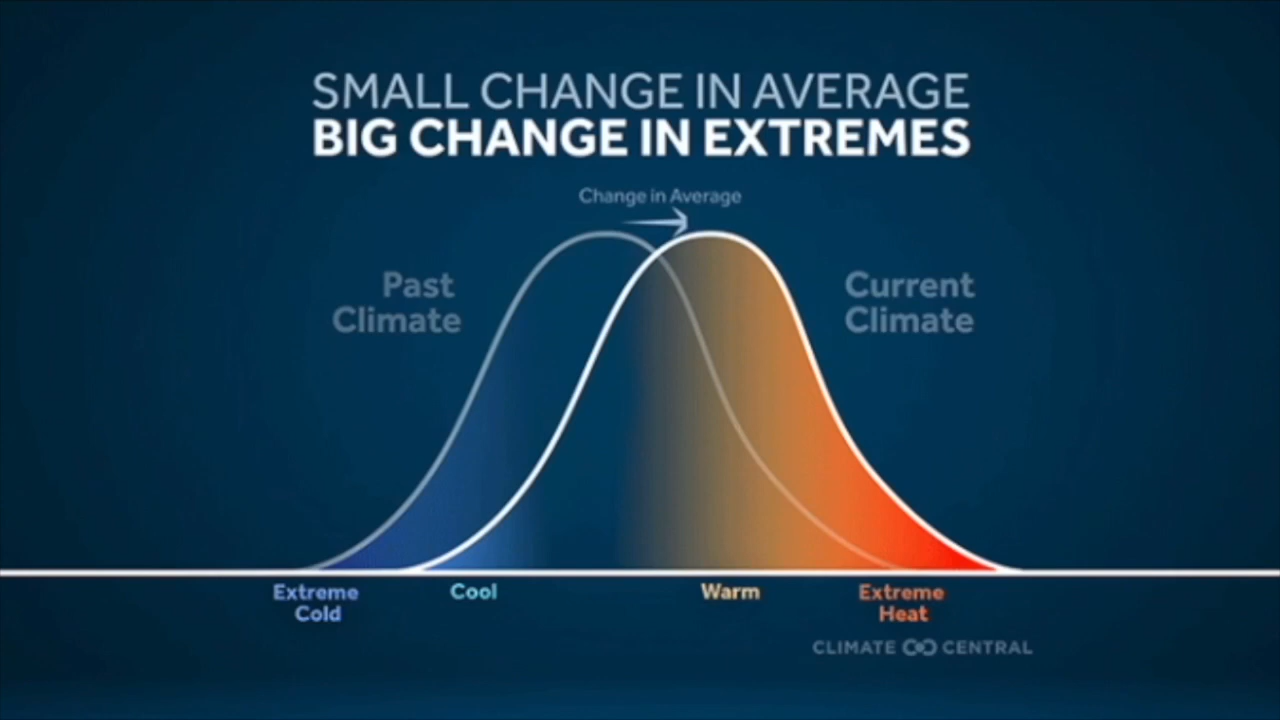 SMALL CHANGE IN AVERAGE
BIG CHANGE IN EXTREMES
Change in Average
Past
Climate
Current
Climate
Extreme
Cold
Cool
Warm
Extreme
Heat
CLIMATE CENTRAL